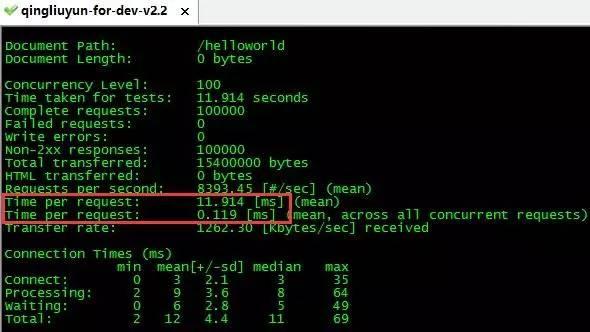 qingliuyun-for-dev-v2.2 ×
Document Path: /helloworld
Document Length: 0 bytes
Concurrency Level: 100
Time taken for tests: 11.914 seconds
Complete requests: 100000
Failed requests: 0
Write errors: 0
Non-2xx responses: 100000
Total transferred: 15400000 bytes
HTML transferred: 0 bytes
Requests per second: 8393.45 [#/sec] (mean)
Time per request: 11.914 [ms] (mean)
Time per request: 0.119 [ms] (mean, across all concurrent requests)
Transfer rate: 1262.30 [Kbytes/sec] received
Connection Times (ms)
min mean[+/-sd] median max
Connect: 0 3 2.1 3 35
Processing: 2 9 3.6 8 64
Waiting: 0 6 2.8 5 49
Total: 2 12 4.4 11 69